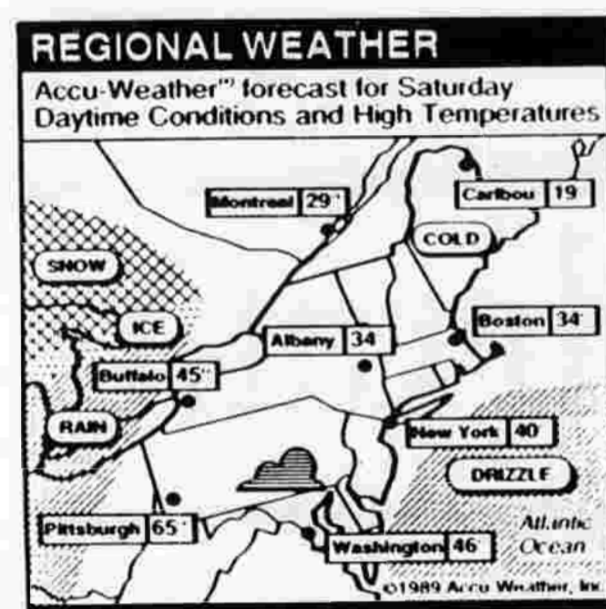 REGIONAL WEATHER
Accu-Weather™ forecast for Saturday
Daytime Conditions and High Temperatures
Montreal 29°
Caribou 19
COLD
SNOW
ICE
Albany 34
Boston 34°
Buffalo 45°
RAIN
New York 40
DRIZZLE
Pittsburgh 65°
Washington 46
Atlantic
Ocean
©1989 Accu Weather, Inc.